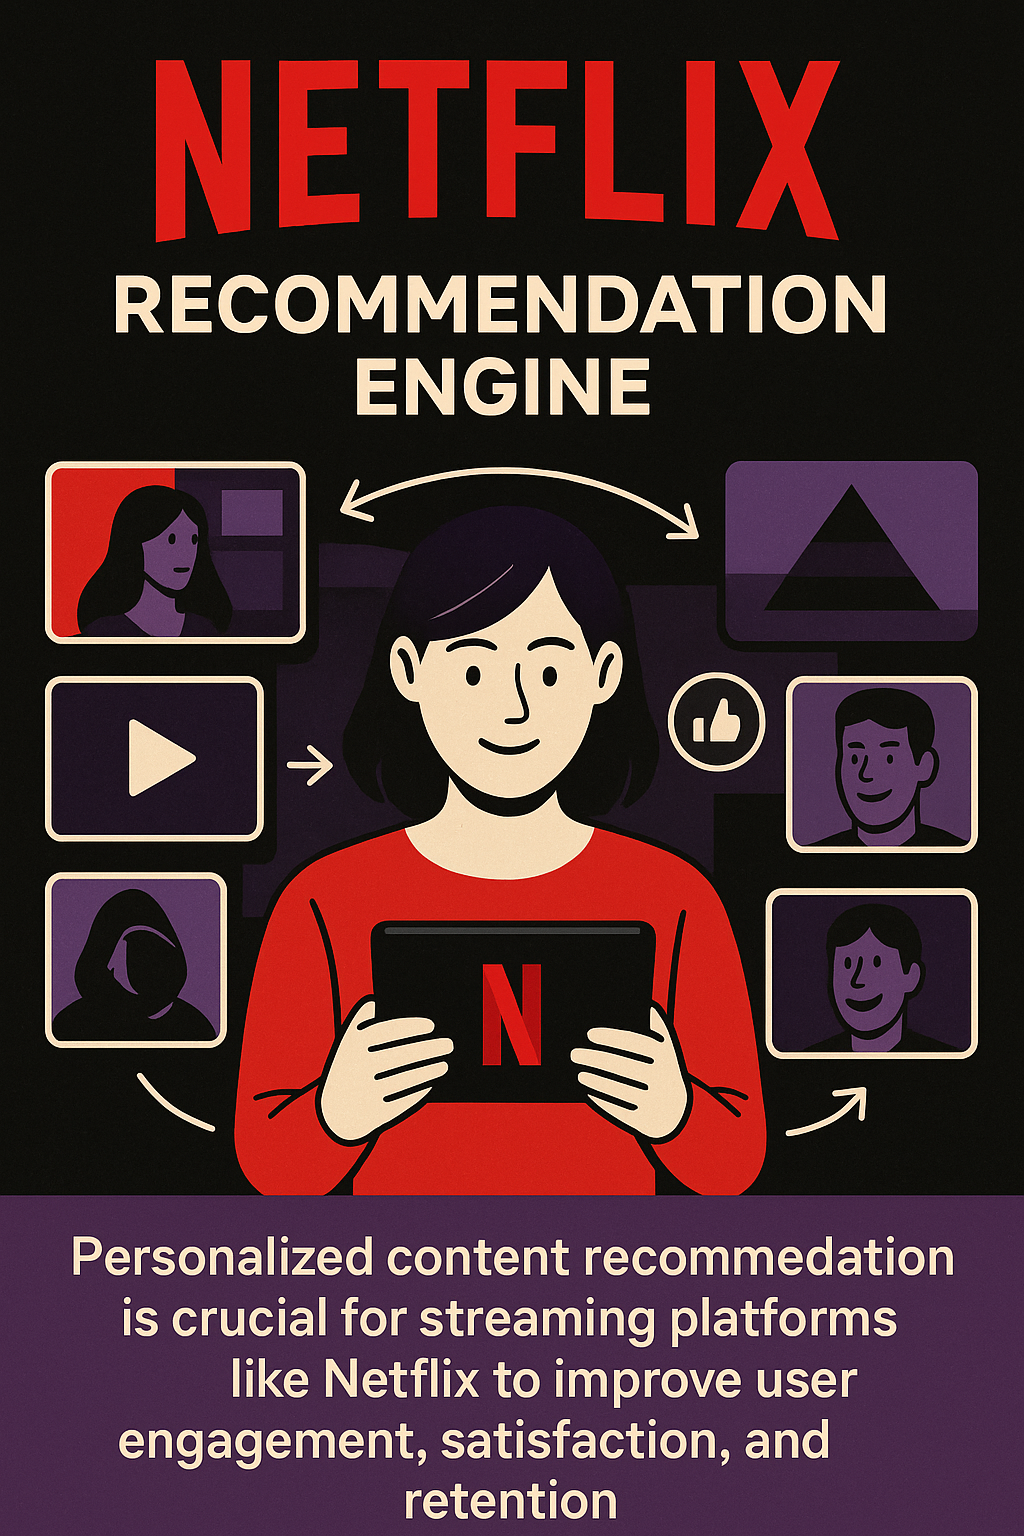 NETFLIX
RECOMMENDATION
ENGINE
N
Personalized content recommedation
is crucial for streaming platforms
like Netflix to improve user
engagement, satisfaction, and
retention